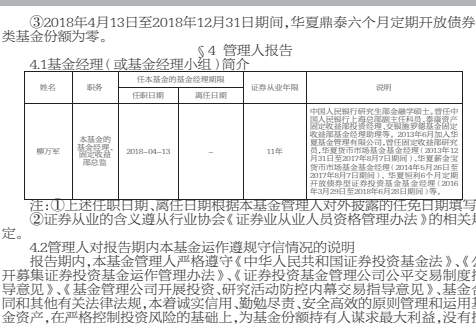 ③2018年4月13日至2018年12月31日期间，华夏鼎泰六个月定期开放债券
类基金份额为零。
§4 管理人报告
4.1基金经理（或基金经理小组）简介
姓名 职务 任本基金的基金经理期限 证券从业年限 说明
任职日期 离任日期
柳万军 本基金的基金经理、固定收益部总监 2018-04-13 - 11年
中国人民银行研究生部金融学硕士。曾任中
国人民银行上海总部副主任科员、泰康资产
固定收益部投资经理、交银施罗德基金固定
收益部基金经理助理等。2013年6月加入华
夏基金管理有限公司，曾任固定收益部研究
员、华夏货币市场基金基金经理（2013年12
月31日至2017年8月7日期间）、华夏薪金宝
货币市场基金基金经理（2014年5月26日至
2017年8月7日期间）、华夏恒利6个月定期
开放债券型证券投资基金基金经理（2016
年3月29日至2018年6月28日期间）等。
注：①上述任职日期、离任日期根据本基金管理人对外披露的任免日期填写
②证券从业的含义遵从行业协会《证券业从业人员资格管理办法》的相关规
定。
4.2管理人对报告期内本基金运作遵规守信情况的说明
报告期内，本基金管理人严格遵守《中华人民共和国证券投资基金法》、《公
开募集证券投资基金运作管理办法》、《证券投资基金管理公司公平交易制度指
导意见》、《基金管理公司开展投资、研究活动防控内幕交易指导意见》、基金合
同和其他有关法律法规，本着诚实信用、勤勉尽责、安全高效的原则管理和运用基
金资产，在严格控制投资风险的基础上，为基金份额持有人谋求最大利益，没有损